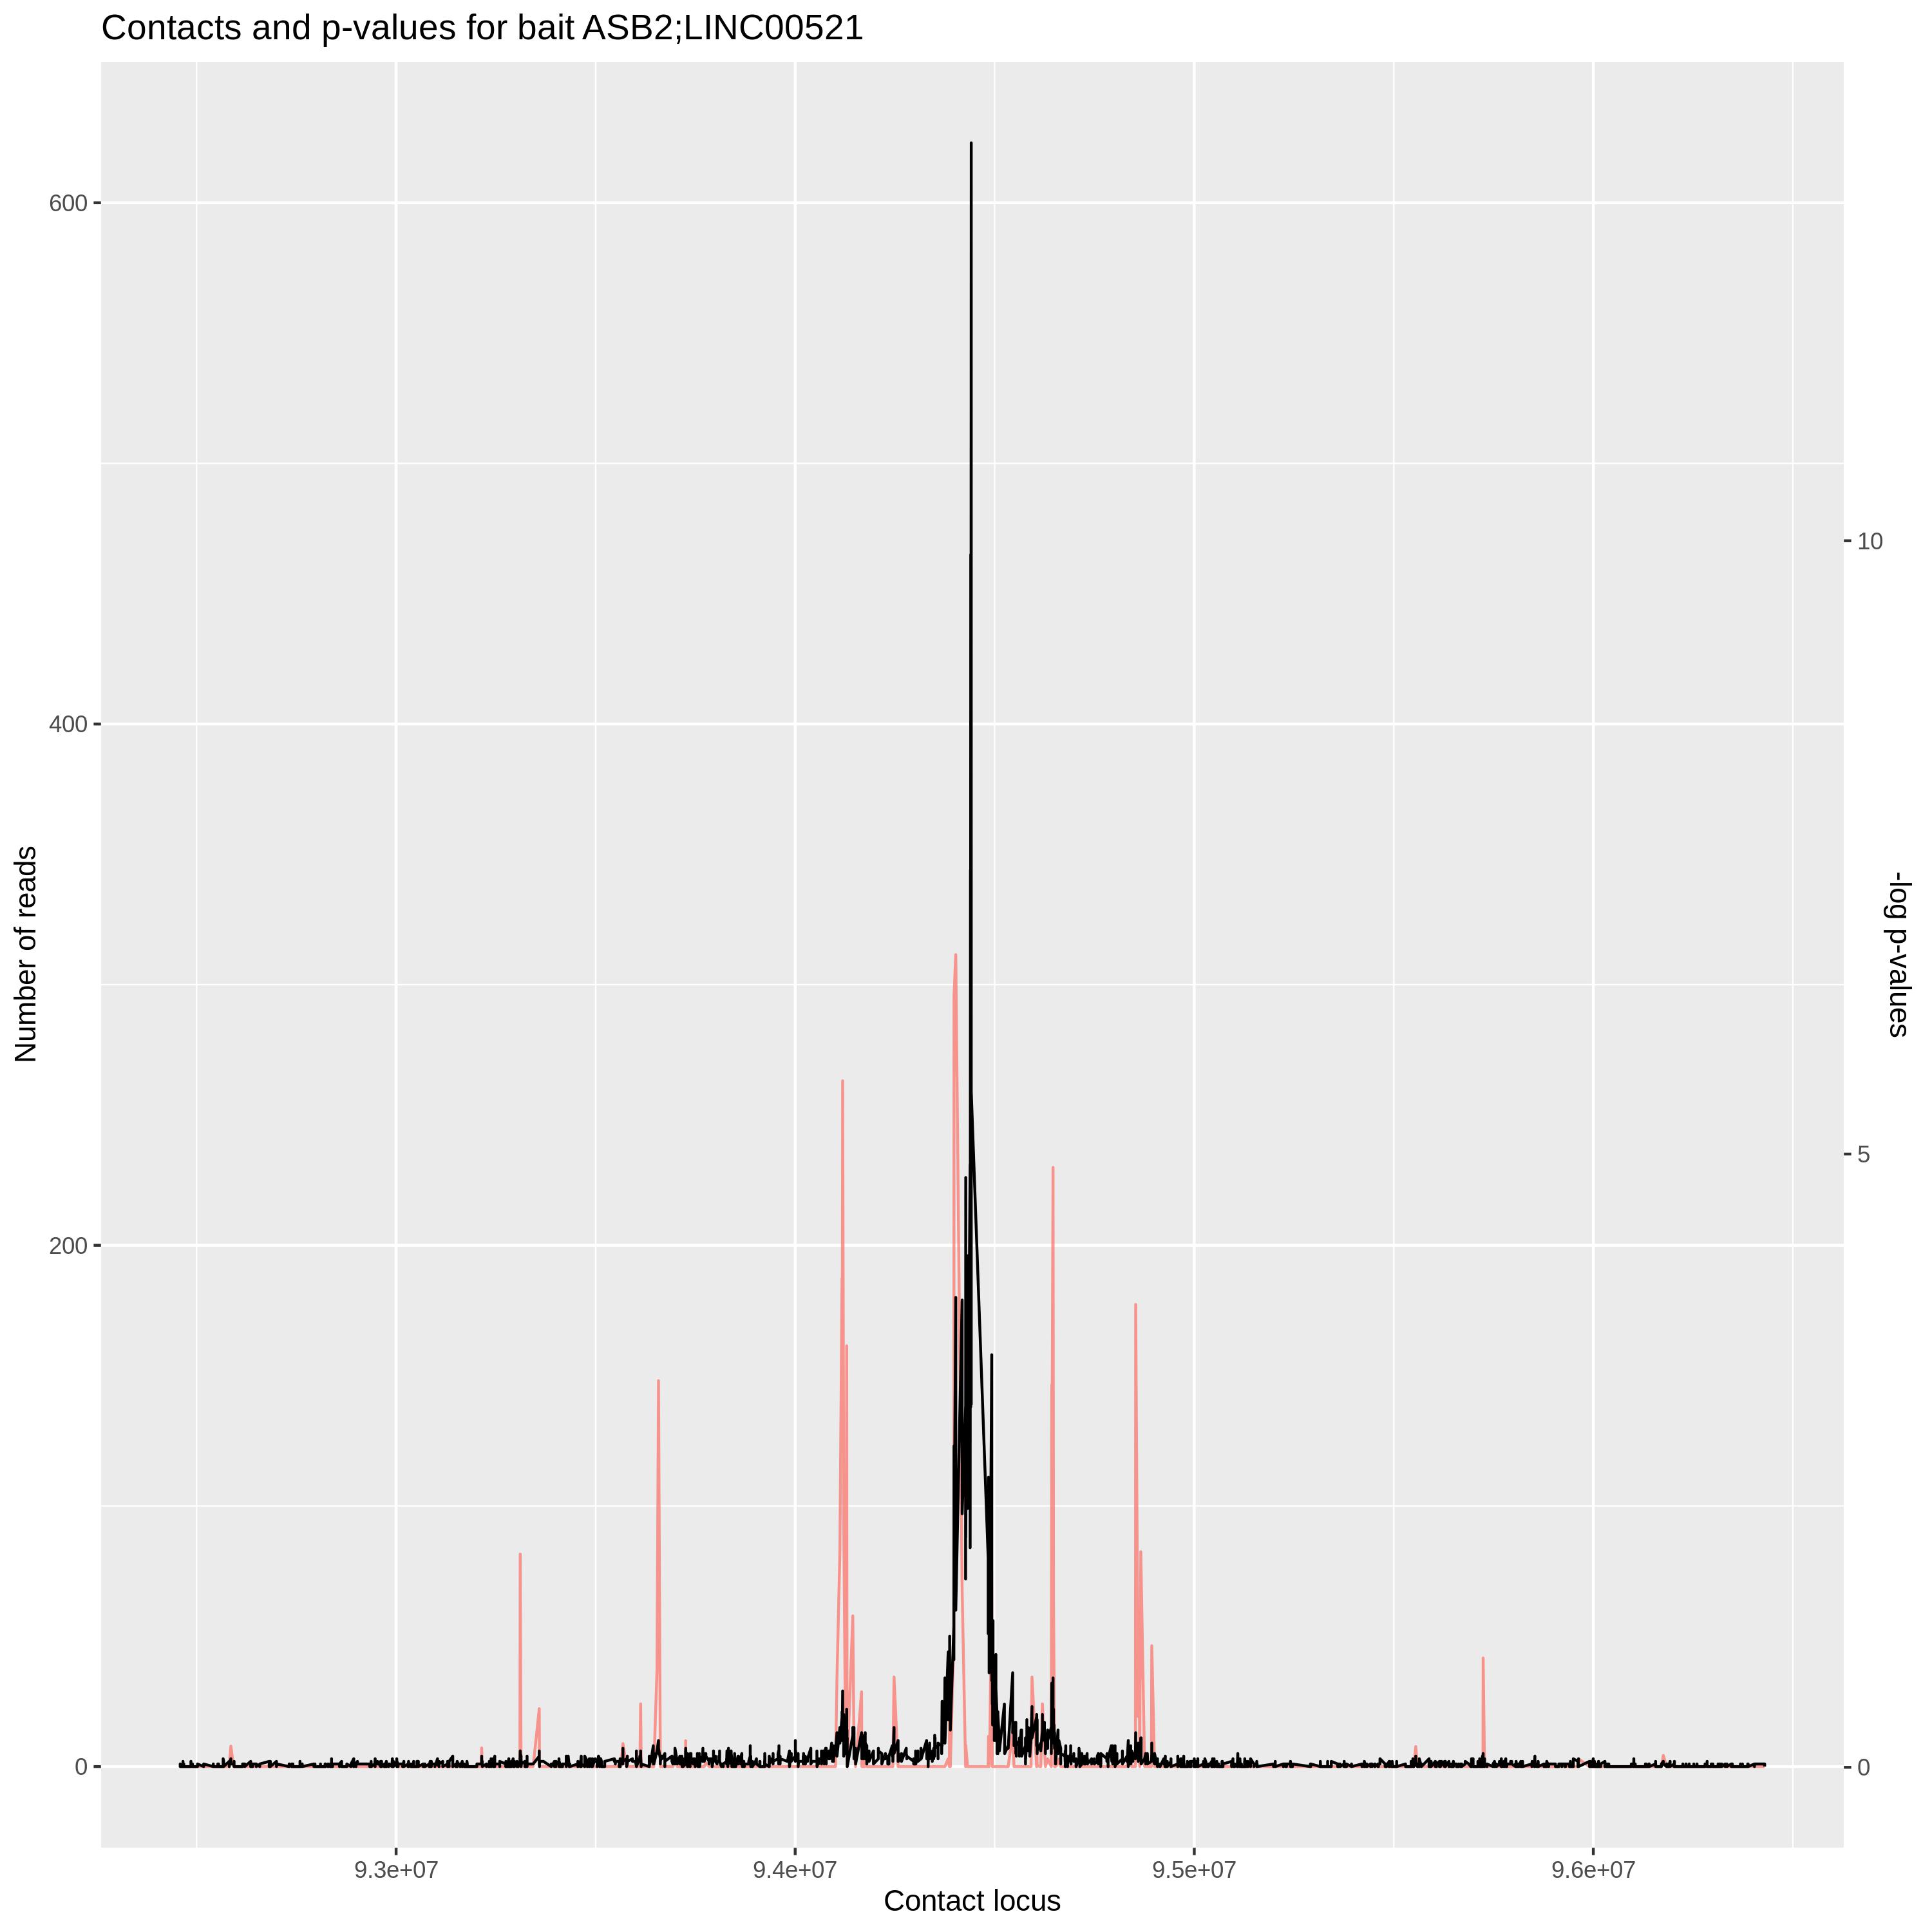 Contacts and p-values for bait ASB2;LINC00521
Number of reads
600
400
200
0
-log p-values
10
5
0
9.3e+07 9.4e+07 9.5e+07 9.6e+07
Contact locus